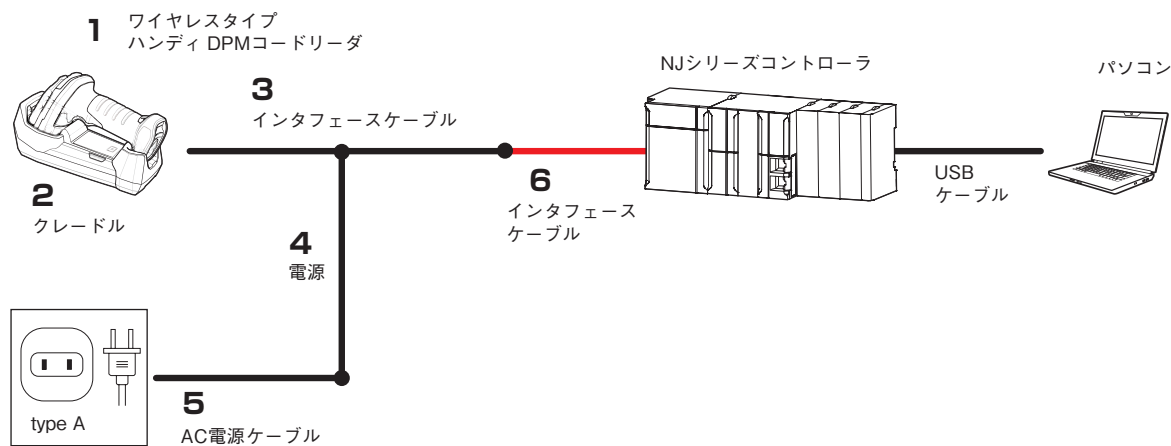 1
ワイヤレスタイプ
ハンディ DPMコードリーダ
2
クレードル
3
インタフェースケーブル
4
電源
type A
5
AC電源ケーブル
6
インタフェース
ケーブル
NJシリーズコントローラ
USB
ケーブル
パソコン